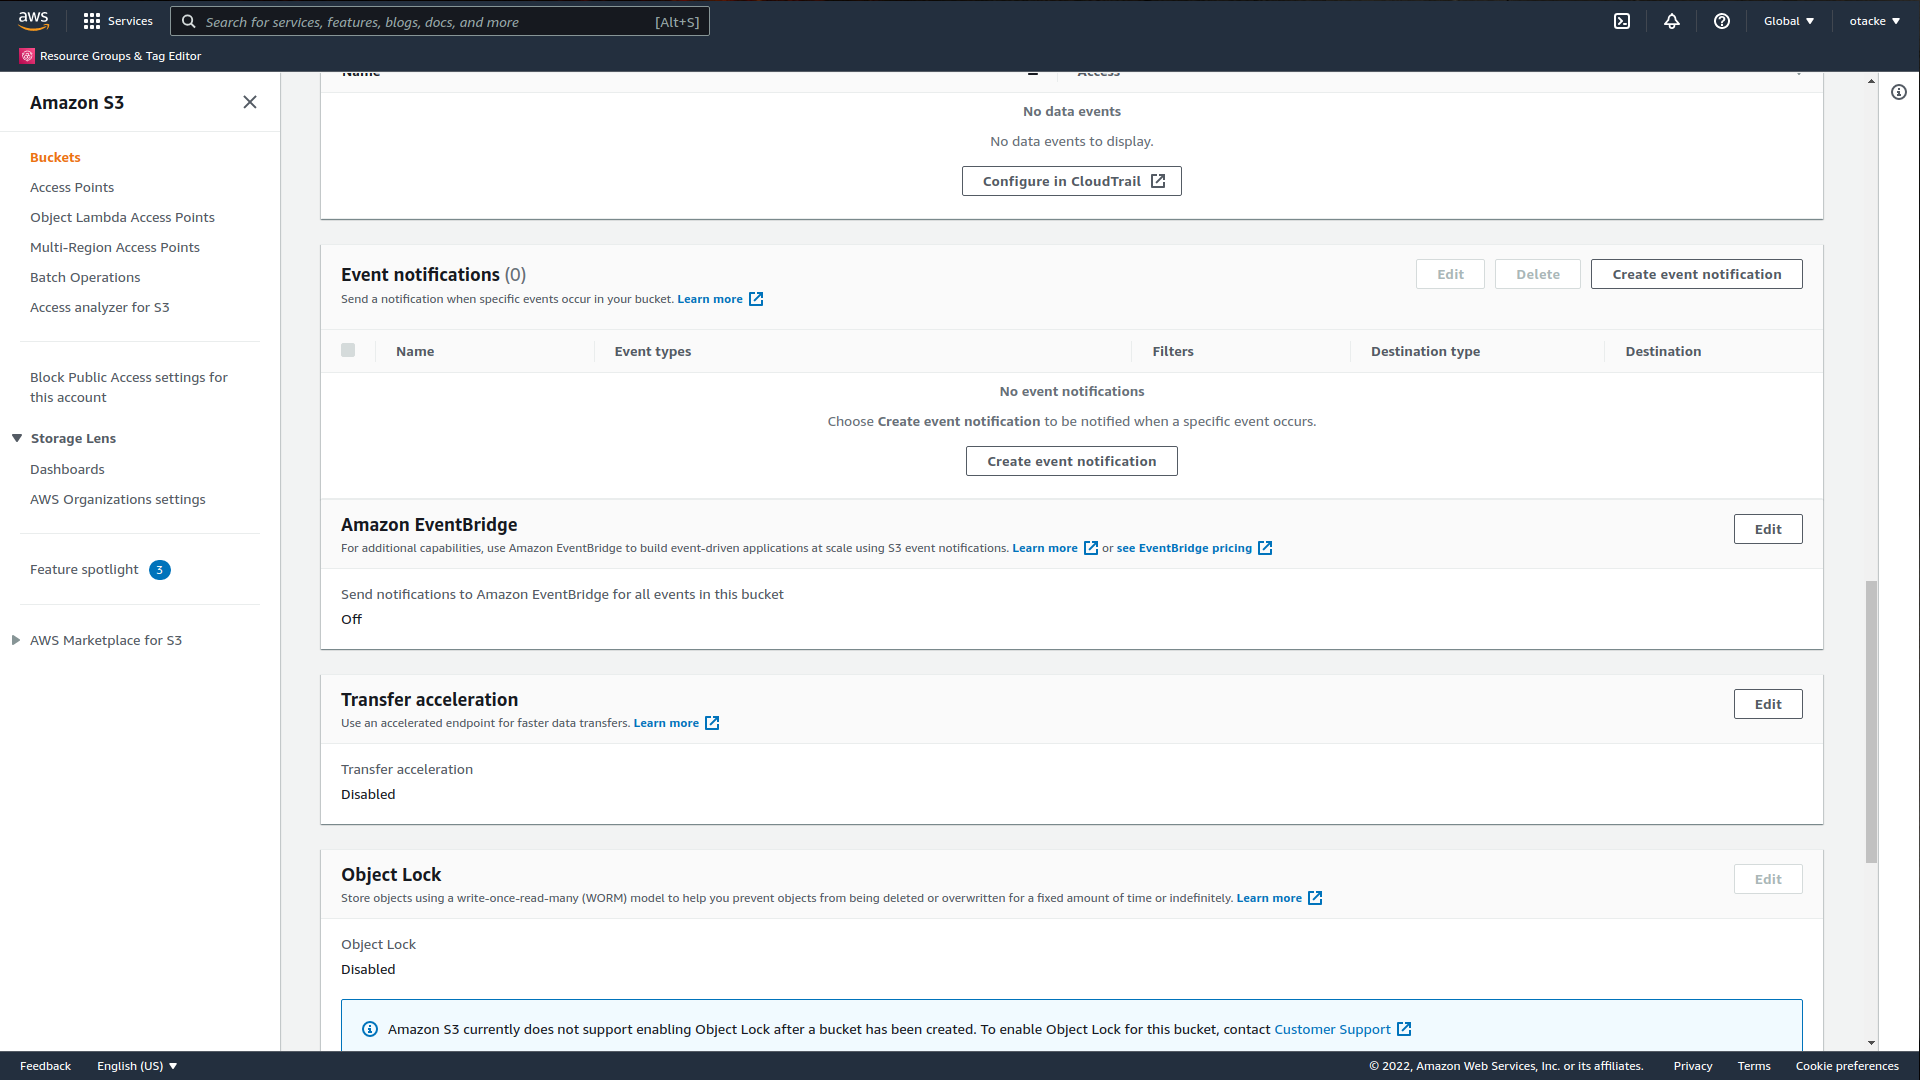 aws
Services
Search for services, features, blogs, docs, and more
[Alt+S]
Global
otacke
Resource Groups & Tag Editor
Amazon S3
Buckets
Access Points
Object Lambda Access Points
Multi-Region Access Points
Batch Operations
Access analyzer for S3
Block Public Access settings for
this account
Storage Lens
Dashboards
AWS Organizations settings
Feature spotlight 3
AWS Marketplace for S3
Name Access
No data events
No data events to display.
Configure in CloudTrail
Event notifications (0)
Send a notification when specific events occur in your bucket. Learn more
Edit Delete Create event notification
Name Event types Filters Destination type Destination
No event notifications
Choose Create event notification to be notified when a specific event occurs.
Create event notification
Amazon EventBridge
For additional capabilities, use Amazon EventBridge to build event-driven applications at scale using S3 event notifications. Learn more or see EventBridge pricing
Edit
Send notifications to Amazon EventBridge for all events in this bucket
Off
Transfer acceleration
Use an accelerated endpoint for faster data transfers. Learn more
Edit
Transfer acceleration
Disabled
Object Lock
Store objects using a write-once-read-many (WORM) model to help you prevent objects from being deleted or overwritten for a fixed amount of time or indefinitely. Learn more
Edit
Object Lock
Disabled
Amazon S3 currently does not support enabling Object Lock after a bucket has been created. To enable Object Lock for this bucket, contact Customer Support
Feedback English (US)
© 2022, Amazon Web Services, Inc. or its affiliates. Privacy Terms Cookie preferences